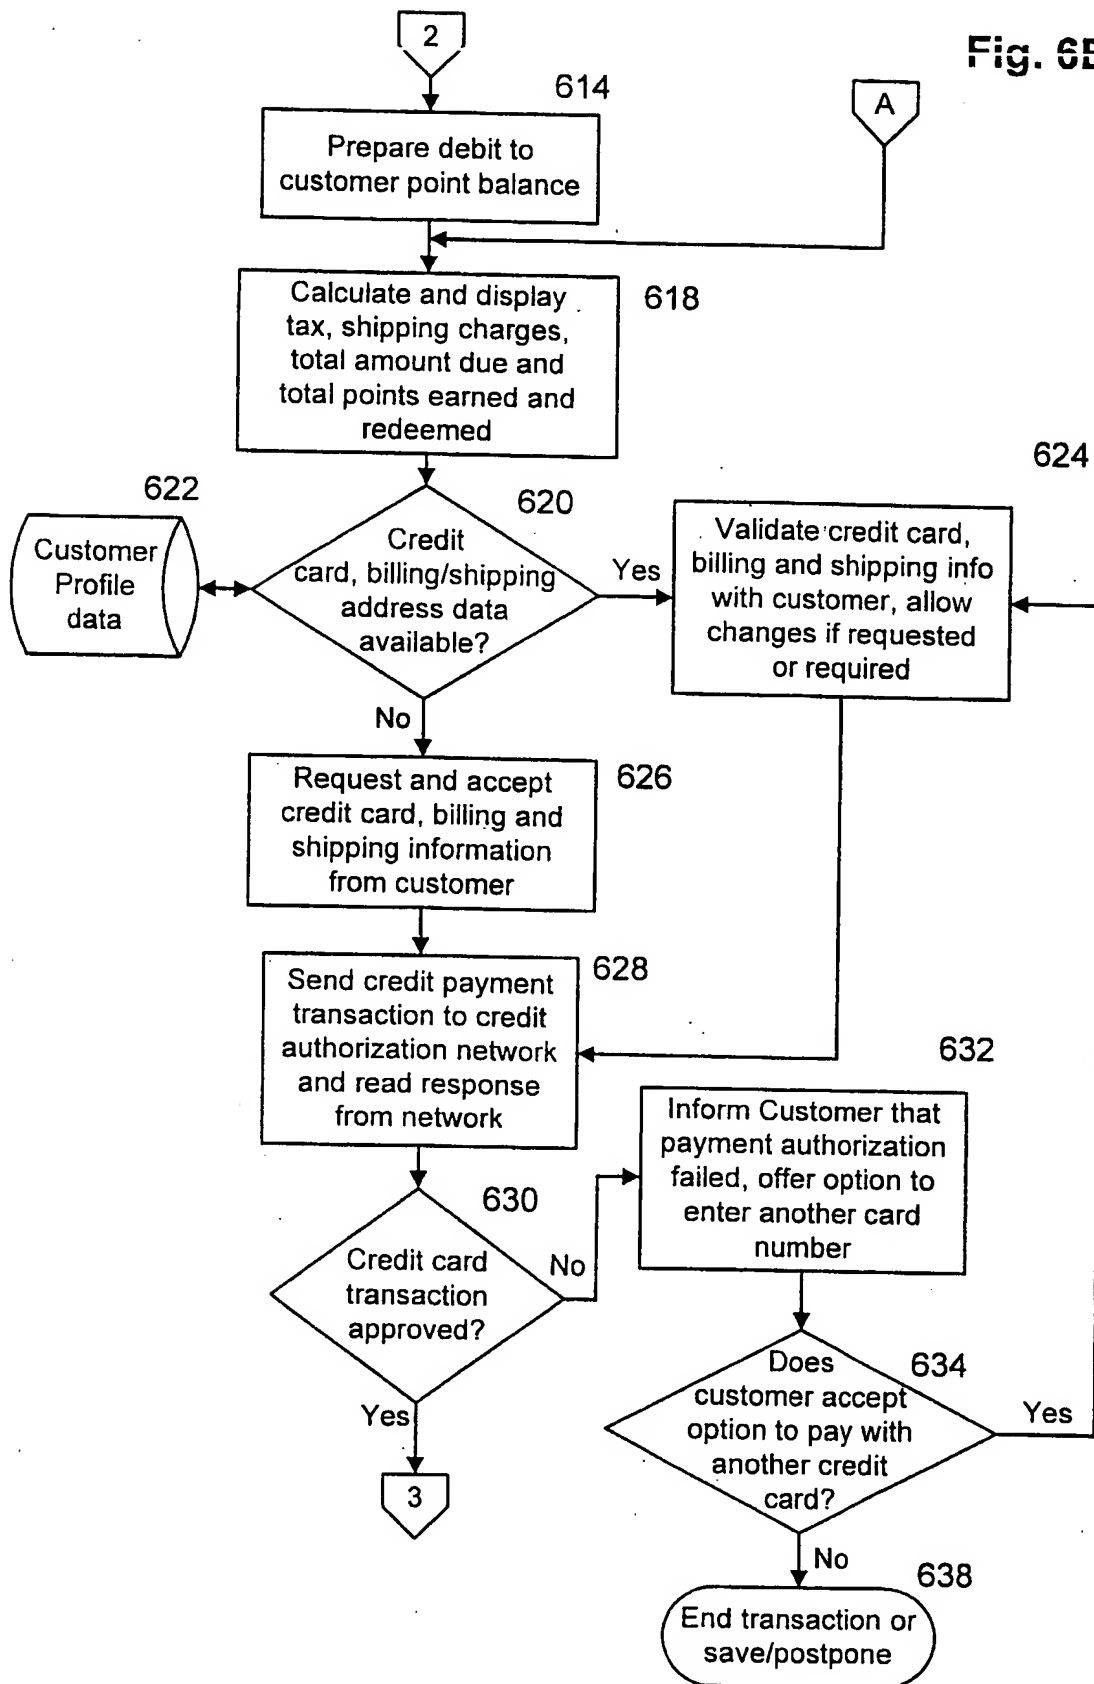 2
Fig. 6B
614
A
Prepare debit to
customer point balance
618
Calculate and display
tax, shipping charges,
total amount due and
total points earned and
redeemed
624
622
620
Customer
Profile
data
Credit
card, billing/shipping
address data
available?
Yes
Validate credit card,
billing and shipping info
with customer, allow
changes if requested
or required
No
626
Request and accept
credit card, billing and
shipping information
from customer
628
Send credit payment
transaction to credit
authorization network
and read response
from network
632
Inform Customer that
payment authorization
failed, offer option to
enter another card
number
630
Credit card
transaction
approved?
No
634
Does
customer accept
option to pay with
another credit
card?
Yes
Yes
3
No
638
End transaction or
save/postpone